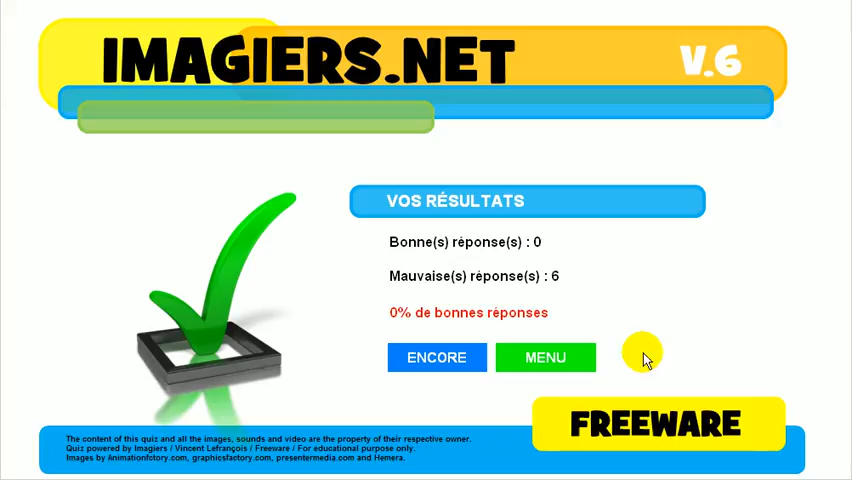 IMAGIERS.NET
V.6
VOS RÉSULTATS
Bonne(s) réponse(s) : 0
Mauvaise(s) réponse(s) : 6
0% de bonnes réponses
ENCORE
MENU
FREEWARE
The content of this quiz and all the images, sounds and video are the property of their respective owner.
Quiz powered by Imagiers / Vincent Lefrançois / Freeware / For educational purpose only.
Images by Animationfctory.com, graphicsfactory.com, presentermedia.com and Hemera.